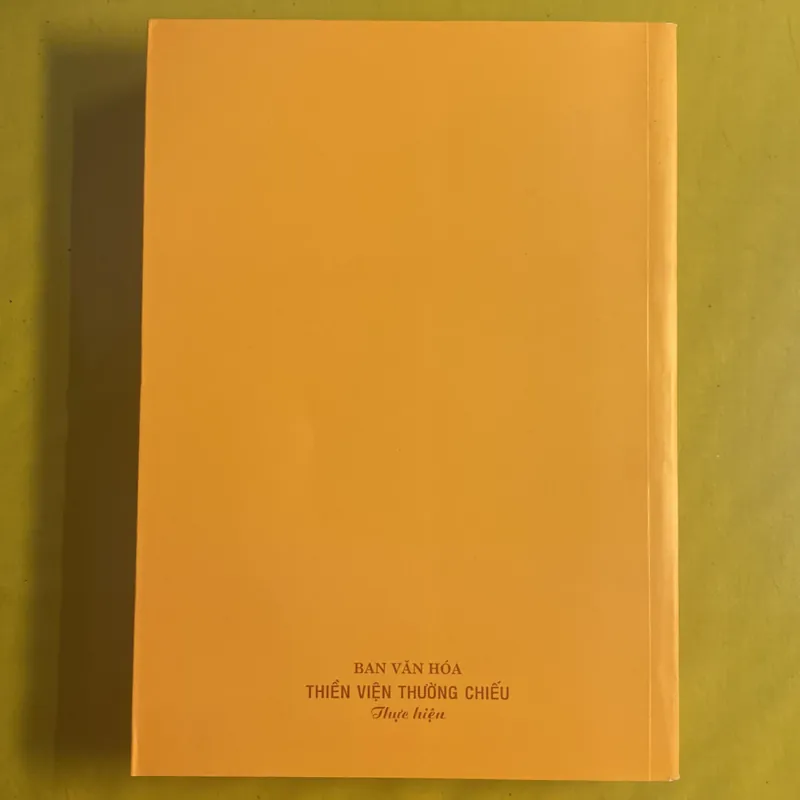 BAN VĂN HÓA
THIỀN VIỆN THƯỜNG CHIẾU
Thực hiện